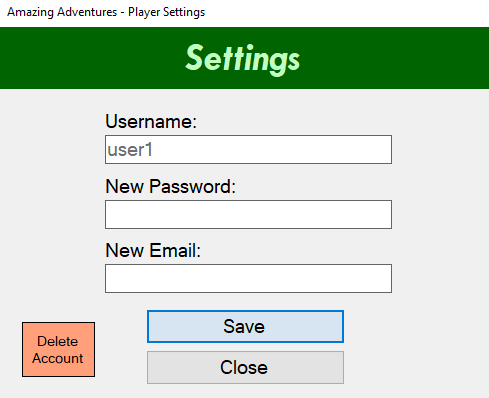 Amazing Adventures - Player Settings
Settings
Username:
user1
New Password:
New Email:
Save
Delete
Account
Close